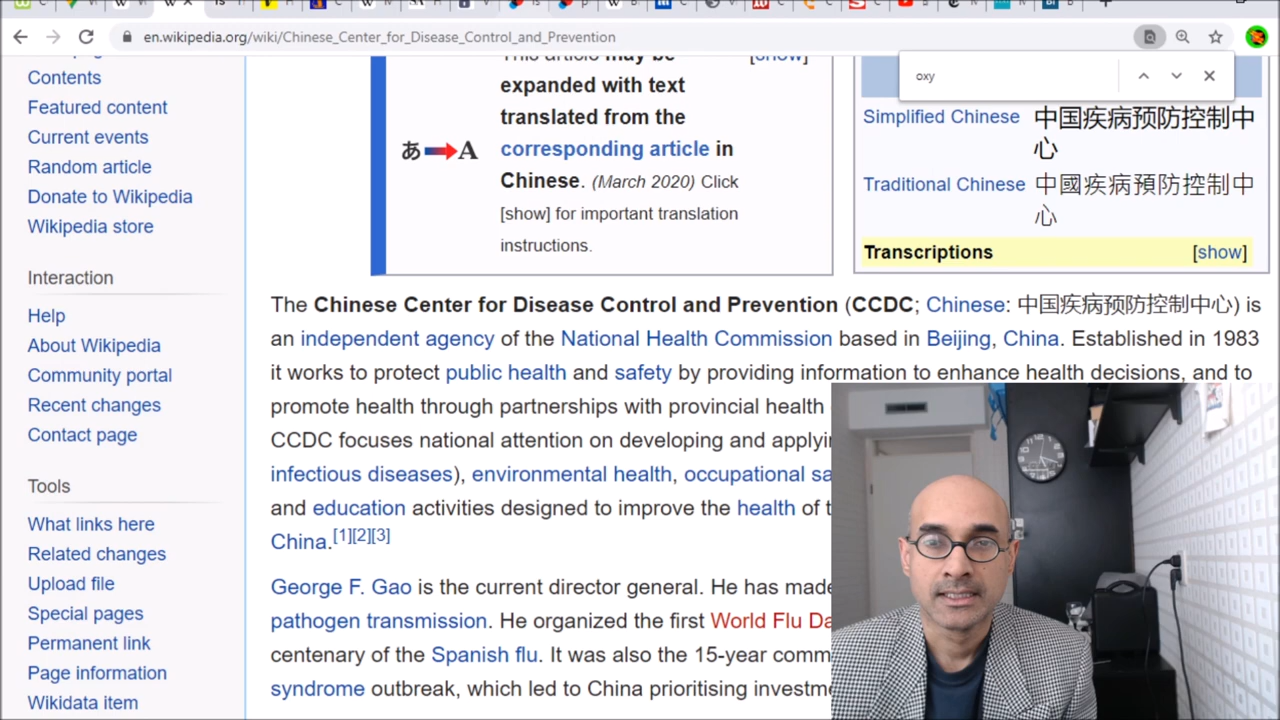 en.wikipedia.org/wiki/Chinese_Center_for_Disease_Control_and_Prevention
oxy
Contents
Featured content
Current events
Random article
Donate to Wikipedia
Wikipedia store
Interaction
Help
About Wikipedia
Community portal
Recent changes
Contact page
Tools
What links here
Related changes
Upload file
Special pages
Permanent link
Page information
Wikidata item
This article may be [show]
expanded with text
translated from the
corresponding article in
Chinese. (March 2020) Click
[show] for important translation
instructions.
あ A
Simplified Chinese 中国疾病预防控制中
心
Traditional Chinese 中國疾病預防控制中
心
Transcriptions [show]
The Chinese Center for Disease Control and Prevention (CCDC; Chinese: 中国疾病预防控制中心) is
an independent agency of the National Health Commission based in Beijing, China. Established in 1983
it works to protect public health and safety by providing information to enhance health decisions, and to
promote health through partnerships with provincial health
CCDC focuses national attention on developing and applyin
infectious diseases), environmental health, occupational sa
and education activities designed to improve the health of t
China.[1][2][3]
George F. Gao is the current director general. He has made
pathogen transmission. He organized the first World Flu Da
centenary of the Spanish flu. It was also the 15-year comm
syndrome outbreak, which led to China prioritising investme